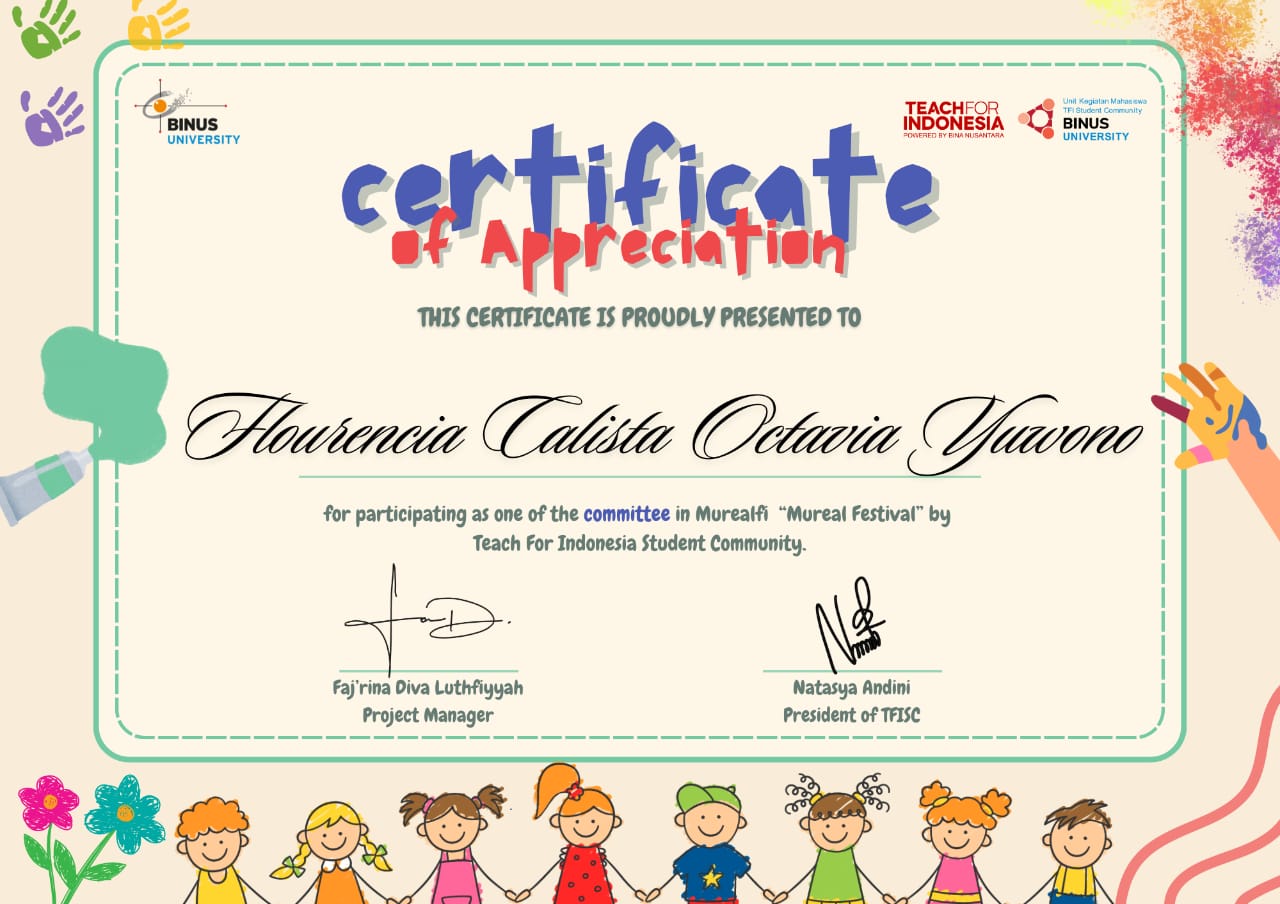 BINUS
UNIVERSITY
TEACHFOR
INDONESIA
POWERED BY BINA NUSANTARA
Unit Kegiatan Mahasiswa
TFI Student Community
BINUS
UNIVERSITY
certificate
of Appreciation
THIS CERTIFICATE IS PROUDLY PRESENTED TO
Flourencia Calista Octavia Yuwono
for participating as one of the committee in Murealfi “Mureal Festival” by
Teach For Indonesia Student Community.
Faj'rina Diva Luthfiyyah
Project Manager
Natasya Andini
President of TFISC